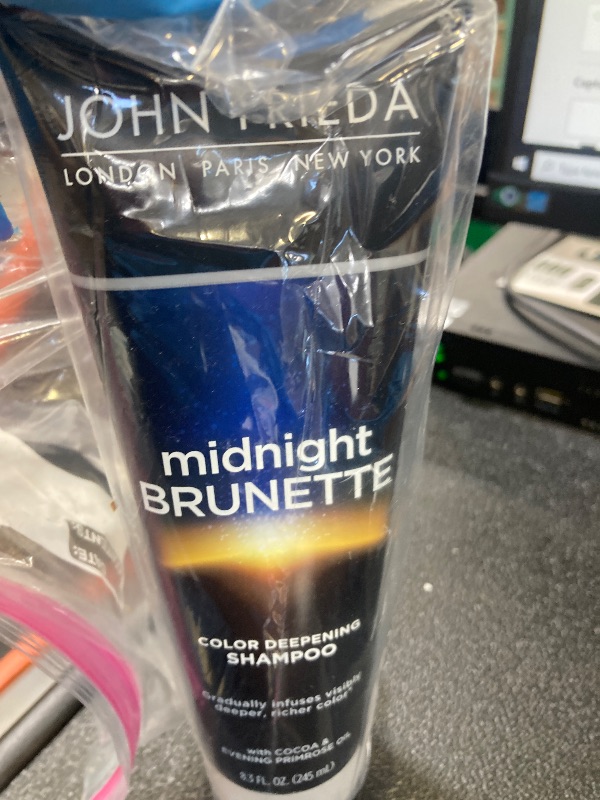 JOHN FRIEDA
LONDON PARIS NEW YORK
midnight
BRUNETTE
COLOR DEEPENING
SHAMPOO
Gradually infuses visibly
deeper, richer color*
with COCOA &
EVENING PRIMROSE OIL
8.3 FL. OZ. (245 mL)